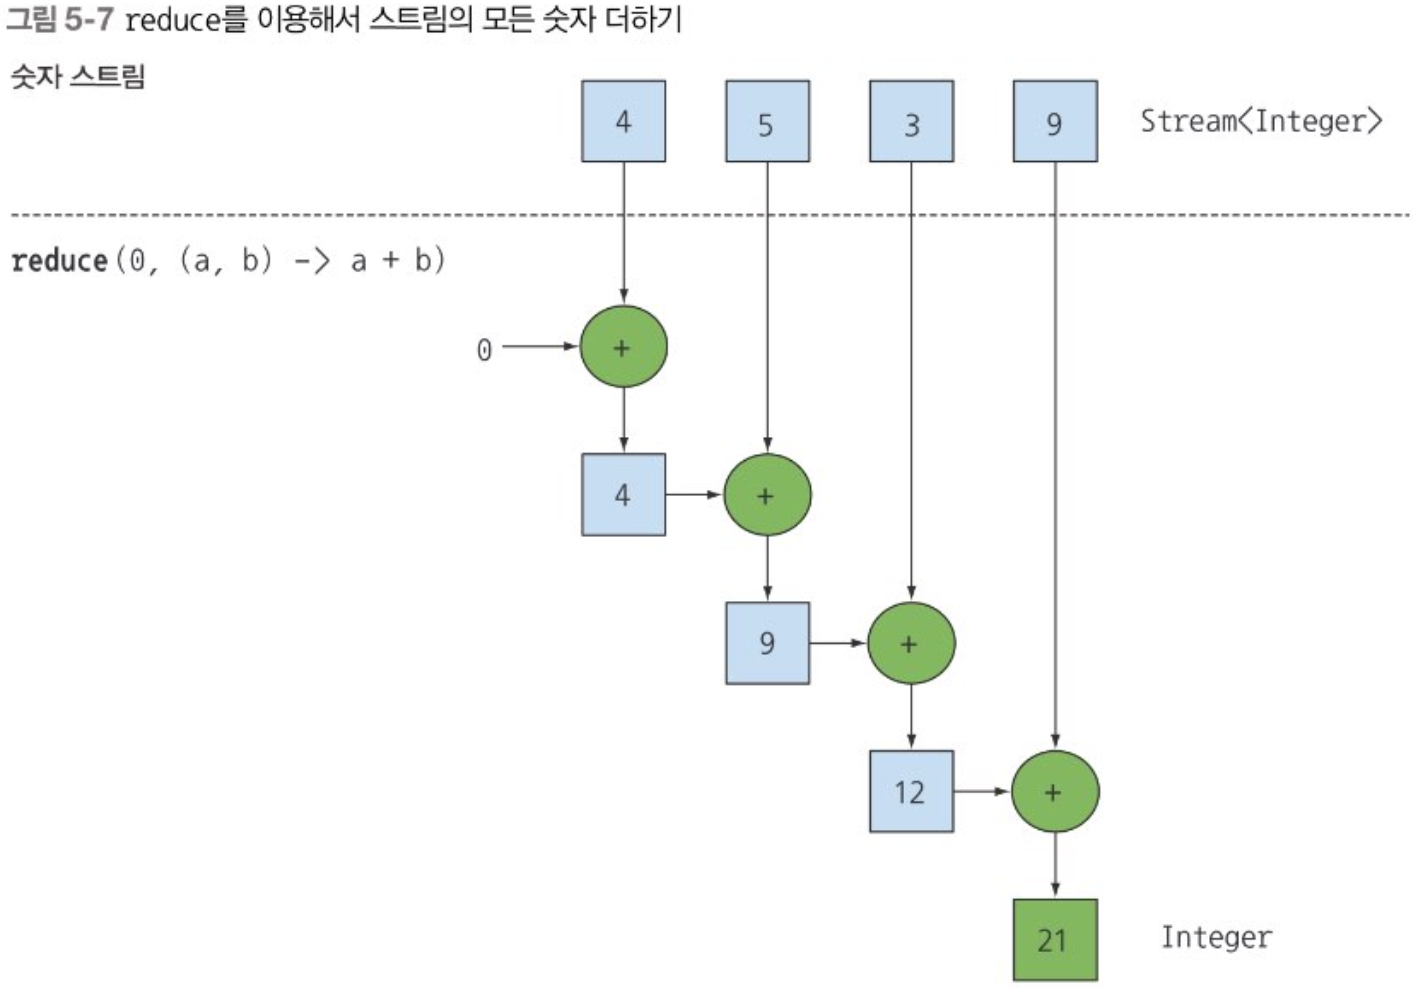 그림 5-7 reduce를 이용해서 스트림의 모든 숫자 더하기
숫자 스트림
4 5 3 9 Stream<Integer>
reduce(0, (a, b) -> a + b)
0 +
4 +
9 +
12 +
21 Integer